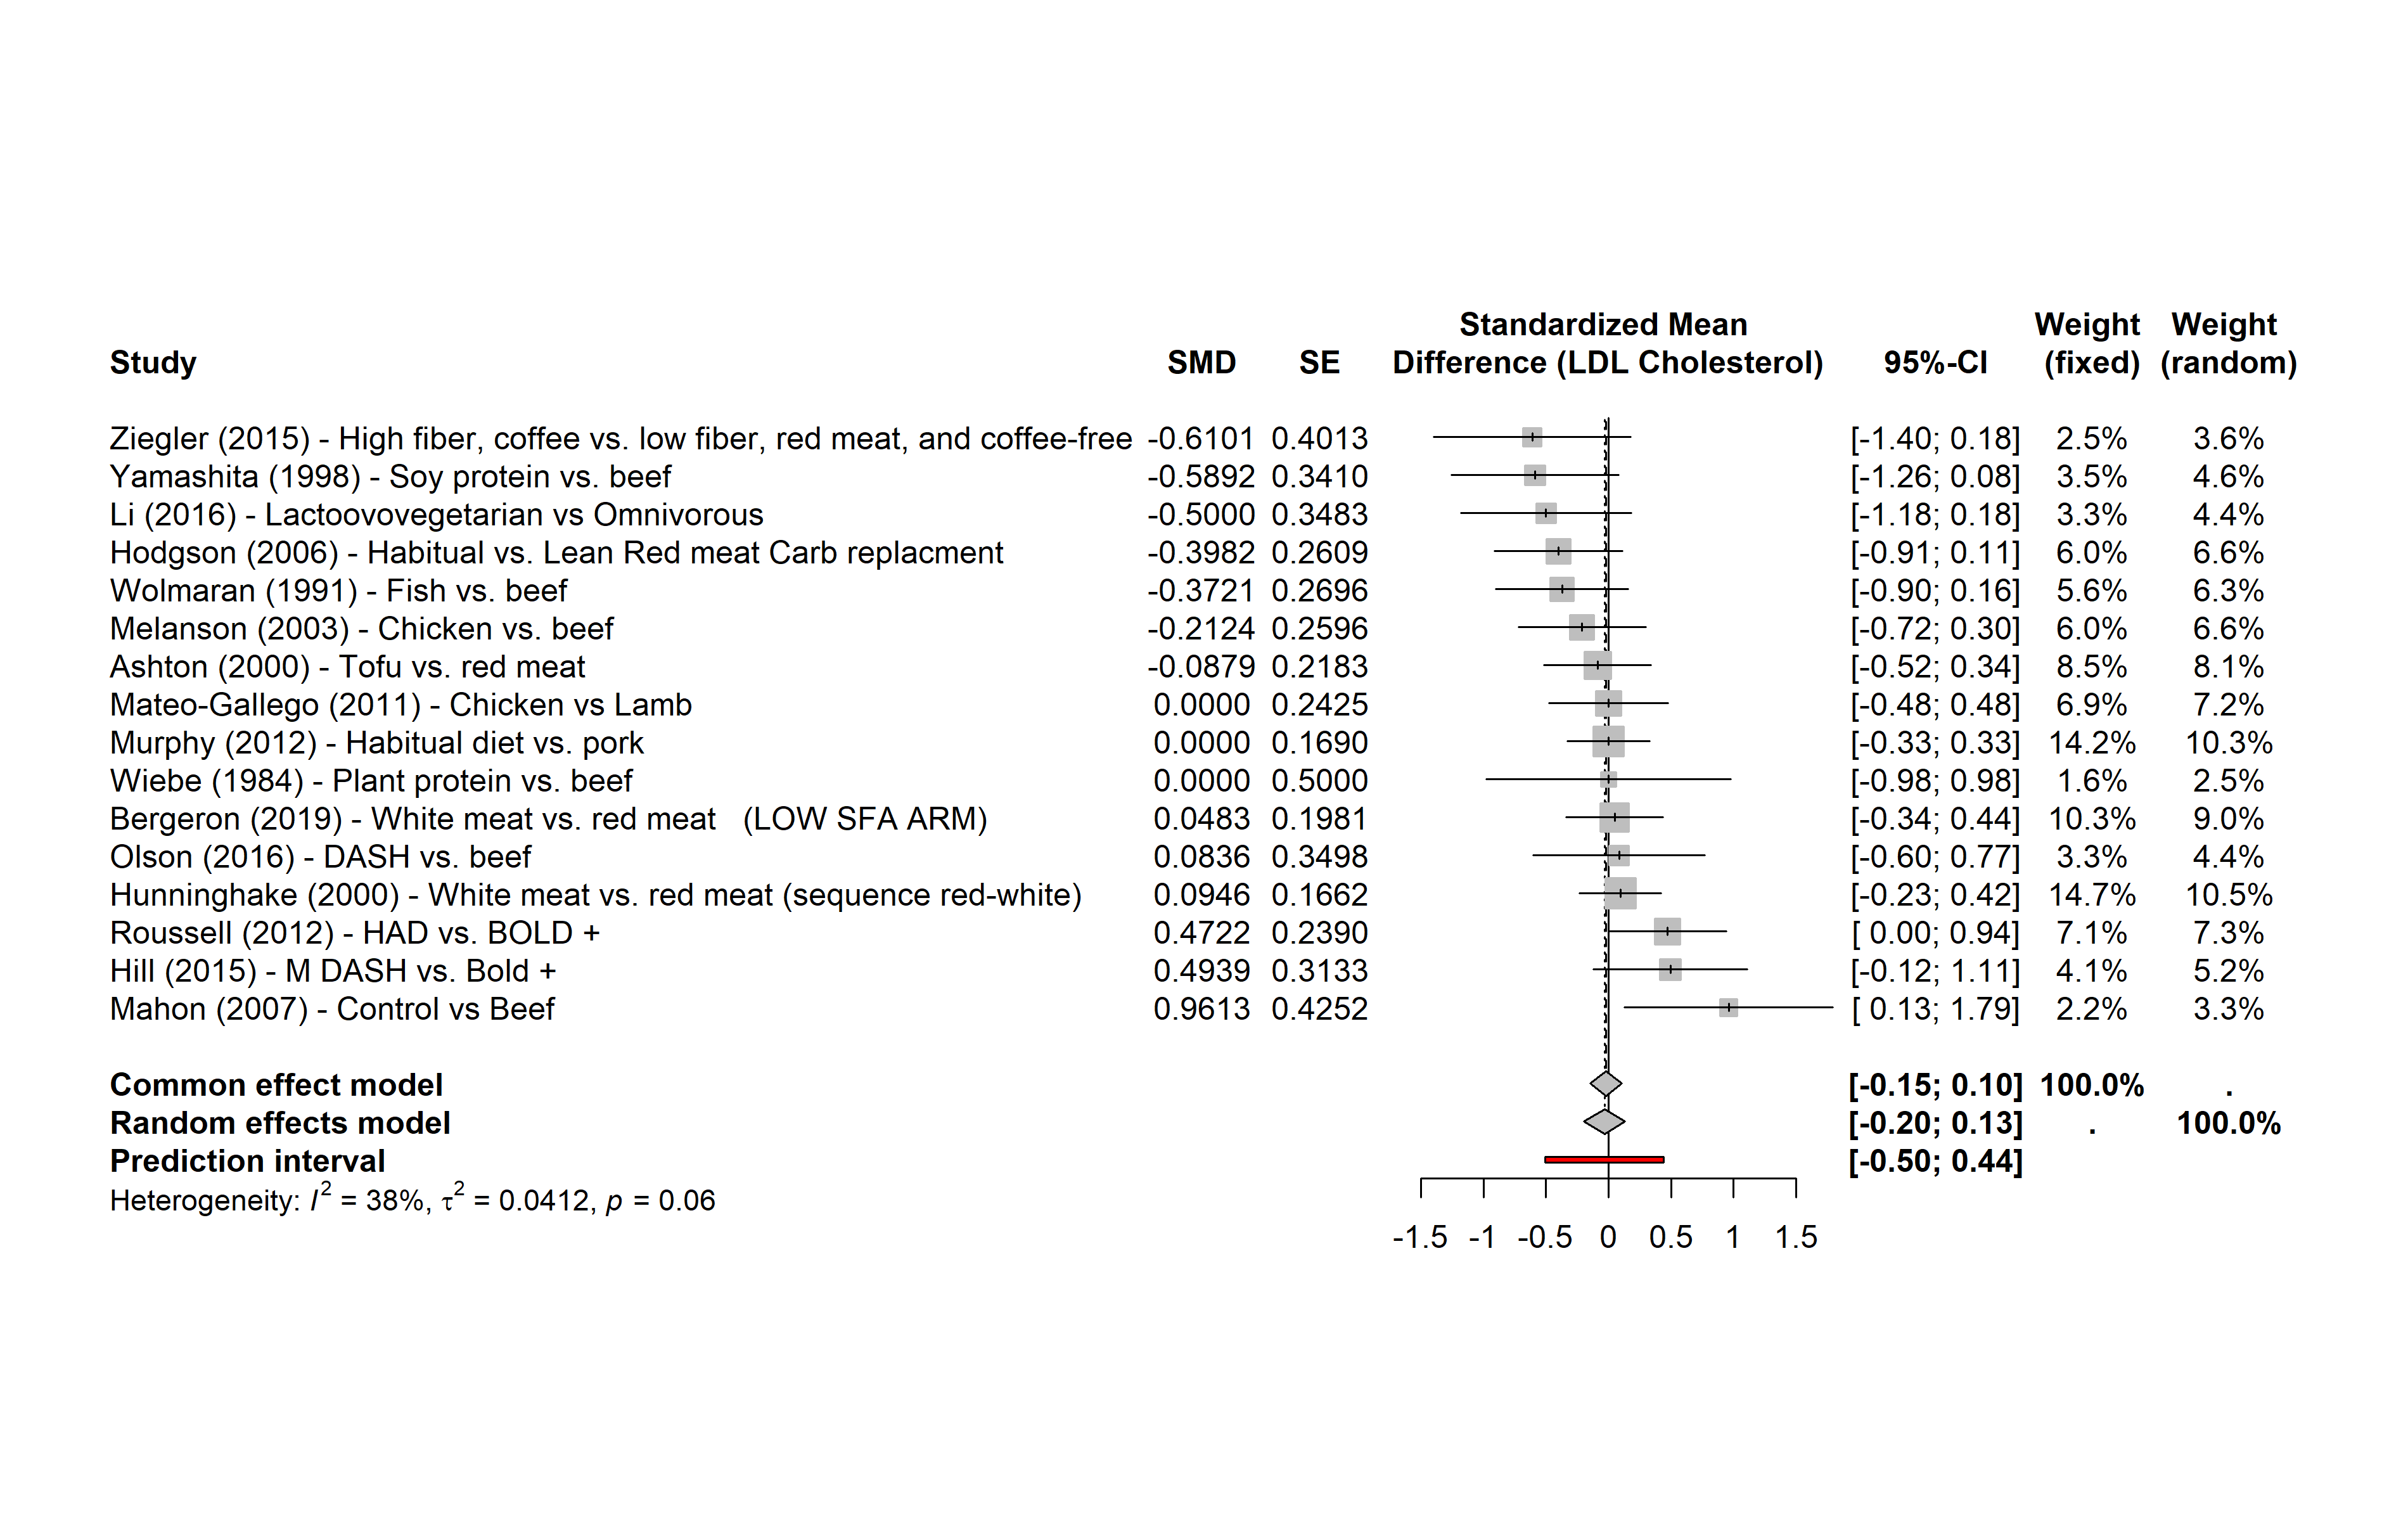 Standardized Mean Weight Weight
Study SMD SE Difference (LDL Cholesterol) 95%-CI (fixed) (random)
Ziegler (2015) - High fiber, coffee vs. low fiber, red meat, and coffee-free -0.6101 0.4013 [-1.40; 0.18] 2.5% 3.6%
Yamashita (1998) - Soy protein vs. beef -0.5892 0.3410 [-1.26; 0.08] 3.5% 4.6%
Li (2016) - Lactoovovegetarian vs Omnivorous -0.5000 0.3483 [-1.18; 0.18] 3.3% 4.4%
Hodgson (2006) - Habitual vs. Lean Red meat Carb replacment -0.3982 0.2609 [-0.91; 0.11] 6.0% 6.6%
Wolmaran (1991) - Fish vs. beef -0.3721 0.2696 [-0.90; 0.16] 5.6% 6.3%
Melanson (2003) - Chicken vs. beef -0.2124 0.2596 [-0.72; 0.30] 6.0% 6.6%
Ashton (2000) - Tofu vs. red meat -0.0879 0.2183 [-0.52; 0.34] 8.5% 8.1%
Mateo-Gallego (2011) - Chicken vs Lamb 0.0000 0.2425 [-0.48; 0.48] 6.9% 7.2%
Murphy (2012) - Habitual diet vs. pork 0.0000 0.1690 [-0.33; 0.33] 14.2% 10.3%
Wiebe (1984) - Plant protein vs. beef 0.0000 0.5000 [-0.98; 0.98] 1.6% 2.5%
Bergeron (2019) - White meat vs. red meat (LOW SFA ARM) 0.0483 0.1981 [-0.34; 0.44] 10.3% 9.0%
Olson (2016) - DASH vs. beef 0.0836 0.3498 [-0.60; 0.77] 3.3% 4.4%
Hunninghake (2000) - White meat vs. red meat (sequence red-white) 0.0946 0.1662 [-0.23; 0.42] 14.7% 10.5%
Roussell (2012) - HAD vs. BOLD + 0.4722 0.2390 [ 0.00; 0.94] 7.1% 7.3%
Hill (2015) - M DASH vs. Bold + 0.4939 0.3133 [-0.12; 1.11] 4.1% 5.2%
Mahon (2007) - Control vs Beef 0.9613 0.4252 [ 0.13; 1.79] 2.2% 3.3%
Common effect model [-0.15; 0.10] 100.0% .
Random effects model [-0.20; 0.13] . 100.0%
Prediction interval [-0.50; 0.44]
Heterogeneity: I² = 38%, τ² = 0.0412, p = 0.06
-1.5 -1 -0.5 0 0.5 1 1.5